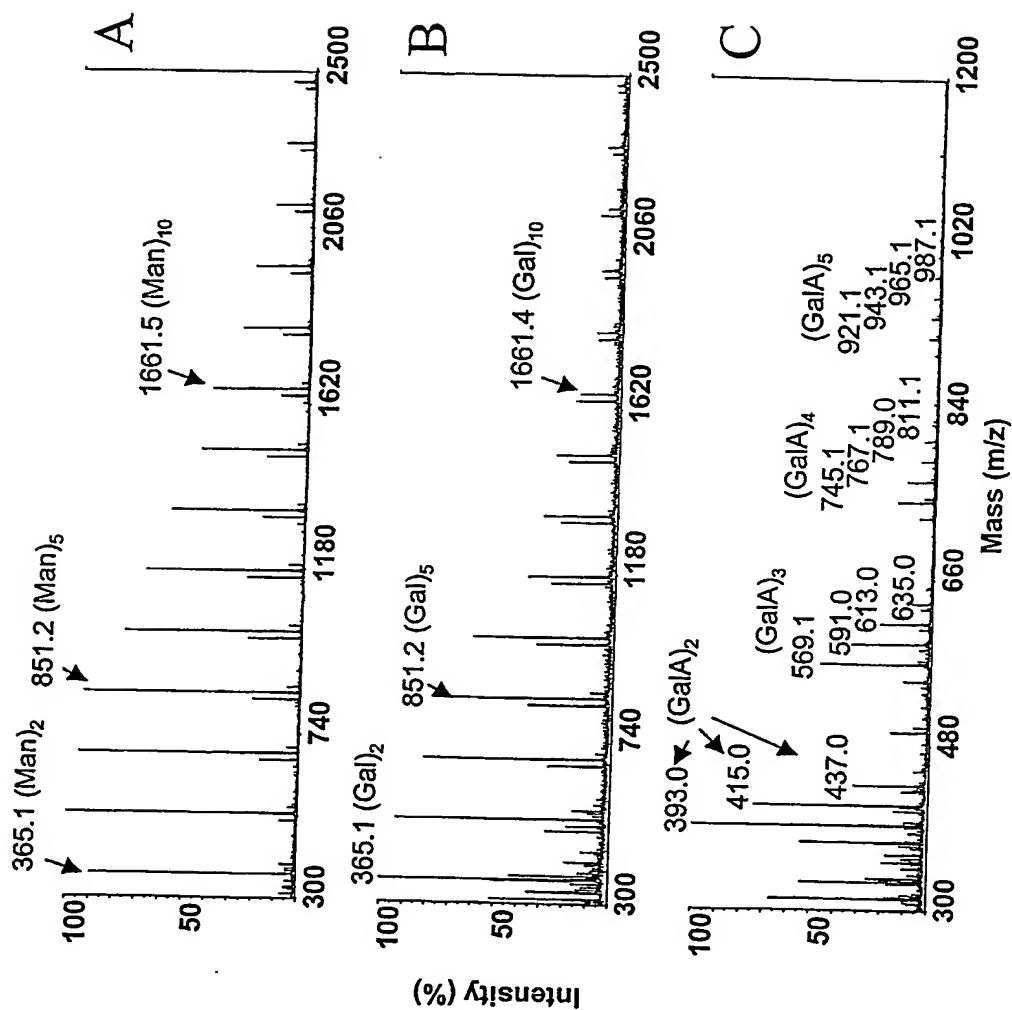 Intensity (%)
A
100
50
365.1 (Man)2
851.2 (Man)5
1661.5 (Man)10
300
740
1180
1620
2060
2500
B
100
50
365.1 (Gal)2
851.2 (Gal)5
1661.4 (Gal)10
300
740
1180
1620
2060
2500
C
100
50
393.0
415.0
437.0
(GalA)2
(GalA)3
569.1
591.0
613.0
635.0
(GalA)4
745.1
767.1
789.0
811.1
(GalA)5
921.1
943.1
965.1
987.1
300
480
660
840
1020
1200
Mass (m/z)